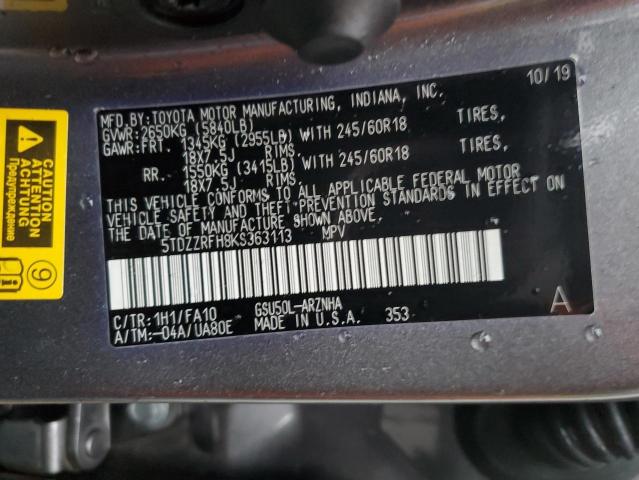 10/19
MFD.BY:TOYOTA MOTOR MANUFACTURING, INDIANA, INC.
GVWR:2650KG (5840LB)
GAWR:FRT. 1345KG (2955LB) WITH 245/60R18 TIRES,
18X7.5J RIMS
RR. 1550KG (3415LB) WITH 245/60R18 TIRES,
18X7.5J RIMS
THIS VEHICLE CONFORMS TO ALL APPLICABLE FEDERAL MOTOR
VEHICLE SAFETY AND THEFT PREVENTION STANDARDS IN EFFECT ON
THE DATE OF MANUFACTURE SHOWN ABOVE.
5TDZZRFH8KS363113 MPV
C/TR:1H1/FA10 GSU50L-ARZNHA A
A/TM:-04A/UA80E MADE IN U.S.A. 353
CAUTION
ATTENTION
ACHTUNG
Предупреждение
9